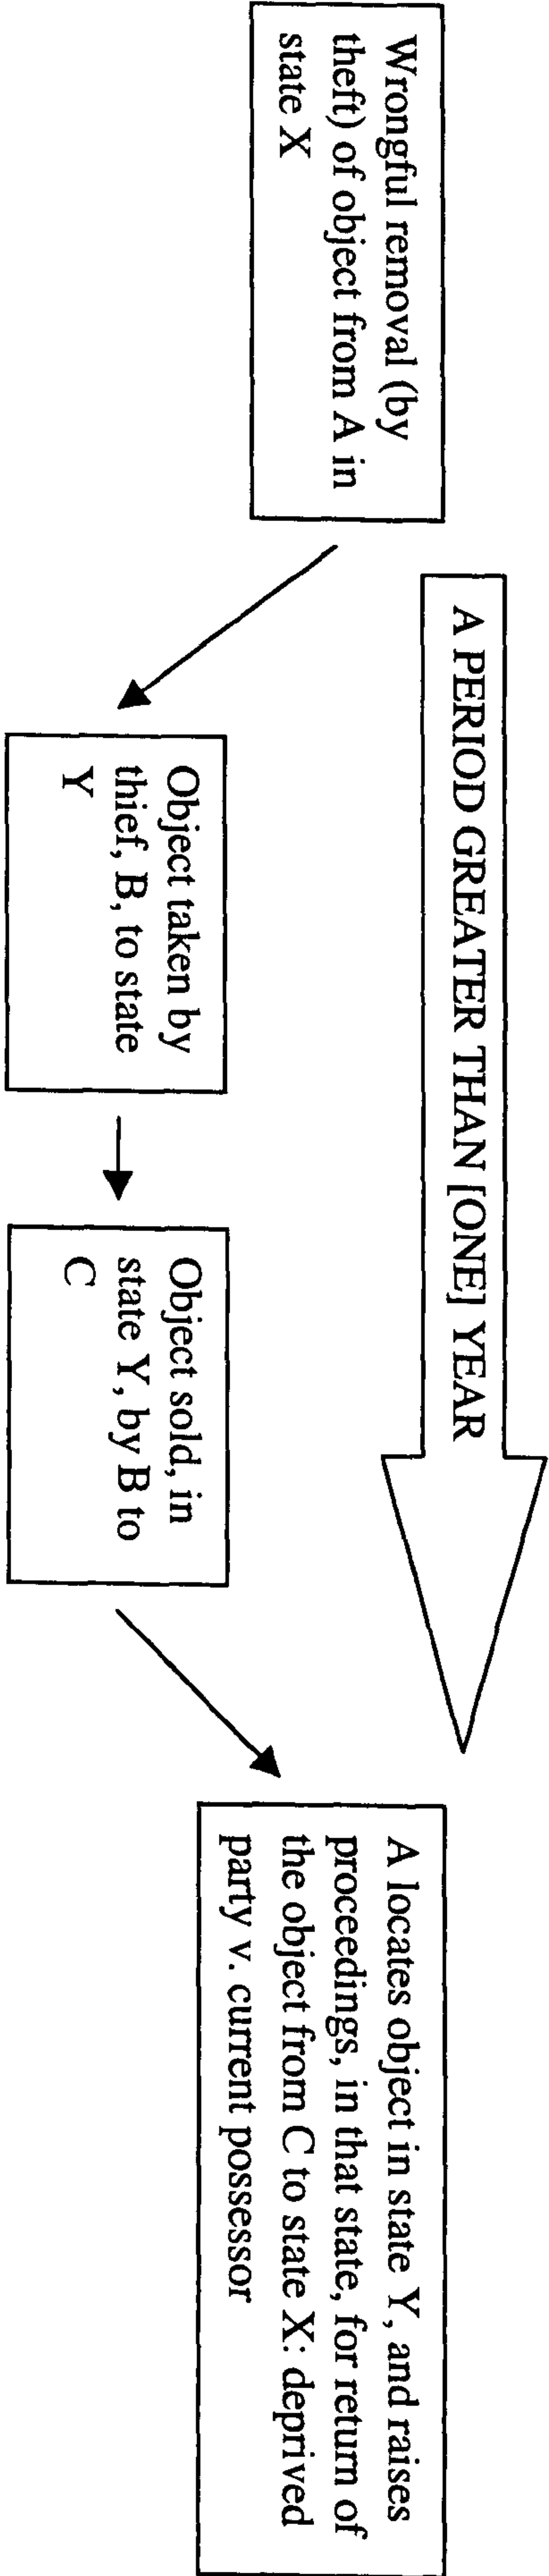 Wrongful removal (by
theft) of object from A in
state X
A PERIOD GREATER THAN [ONE] YEAR
Object taken by
thief, B, to state
Y
Object sold, in
state Y, by B to
C
A locates object in state Y, and raises
proceedings, in that state, for return of
the object from C to state X: deprived
party v. current possessor